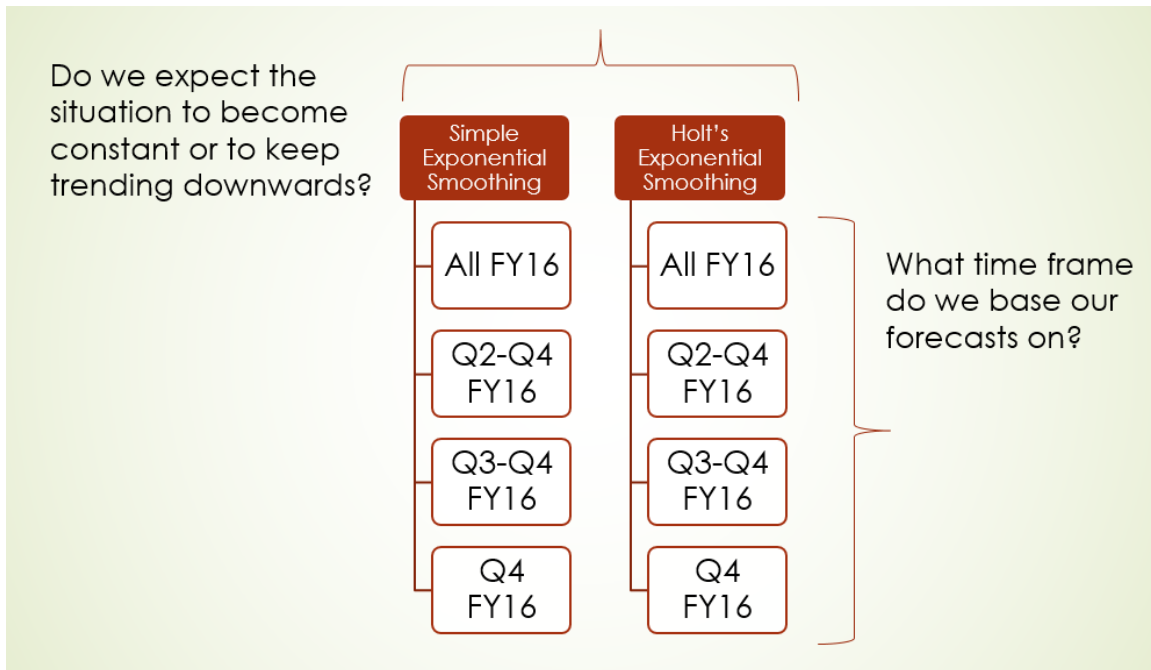 Do we expect the
situation to become
constant or to keep
trending downwards?
Simple
Exponential
Smoothing
All FY16
Q2-Q4
FY16
Q3-Q4
FY16
Q4
FY16
Holt’s
Exponential
Smoothing
All FY16
Q2-Q4
FY16
Q3-Q4
FY16
Q4
FY16
What time frame
do we base our
forecasts on?